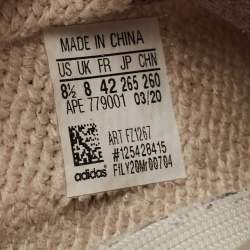 MADE IN CHINA
US UK FR JP CHN
8½ 8 42 265 260
APE 779001 03/20
ART FZ1267
#125428415
adidas F1LY20Mr00704